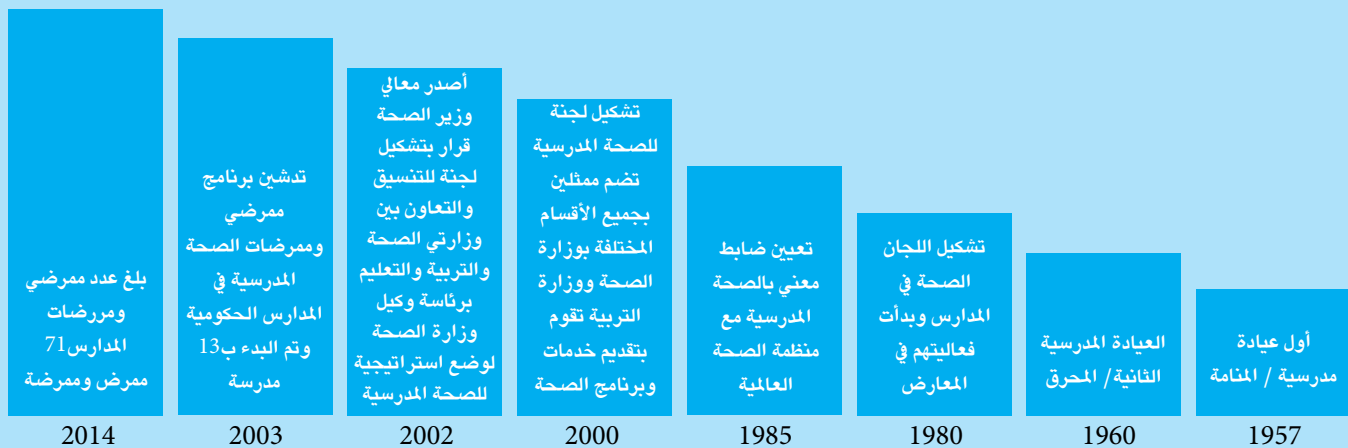 أول عيادة
مدرسية / المنامة
1957
العيادة المدرسية
الثانية/ المحرق
1960
تشكيل اللجان
الصحة في
المدارس وبدأت
فعاليتهم في
المعارض
1980
تعيين ضابط
معني بالصحة
المدرسية مع
منظمة الصحة
العالمية
1985
تشكيل لجنة
للصحة المدرسية
تضم ممثلين
بجميع الأقسام
المختلفة بوزارة
الصحة ووزارة
التربية تقوم
بتقديم خدمات
وبرنامج الصحة
2000
أصدر معالي
وزير الصحة
قرار بتشكيل
لجنة للتنسيق
والتعاون بين
وزارتي الصحة
والتربية والتعليم
برئاسة وكيل
وزارة الصحة
لوضع استراتيجية
للصحة المدرسية
2002
تدشين برنامج
ممرضي
وممرضات الصحة
المدرسية في
المدارس الحكومية
وتم البدء ب13
مدرسة
2003
بلغ عدد ممرضي
ومررضات
المدارس71
ممرض وممرضة
2014